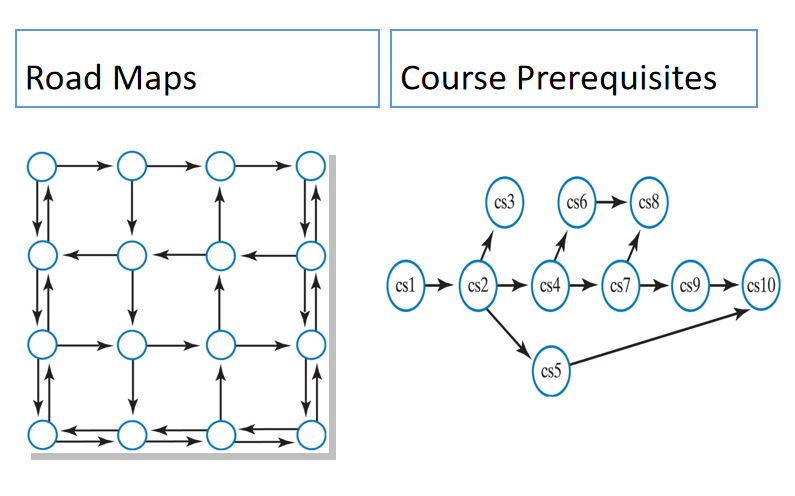 Road Maps
Course Prerequisites
cs3
cs6
cs8
cs1
cs2
cs4
cs7
cs9
cs10
cs5